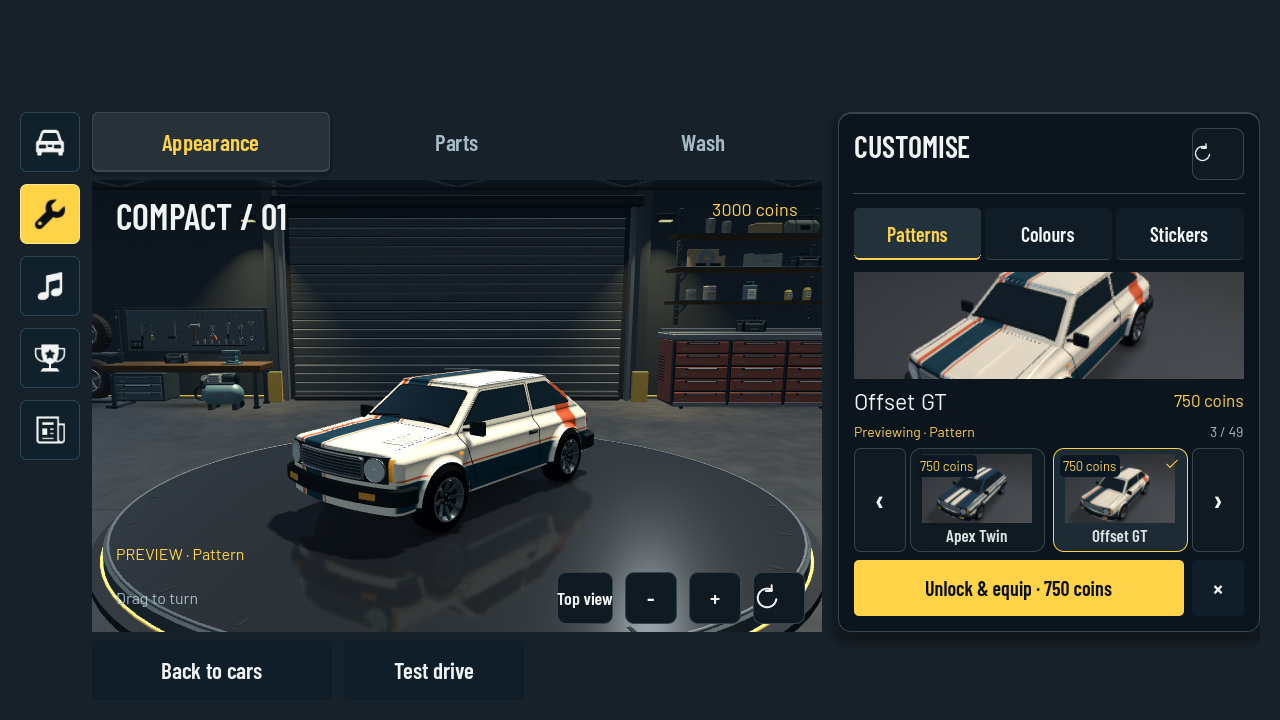 Appearance
Parts
Wash
COMPACT / 01
3000 coins
PREVIEW · Pattern
Drag to turn
Top view
-
+
Back to cars
Test drive
CUSTOMISE
Patterns
Colours
Stickers
Offset GT
750 coins
Previewing · Pattern
3 / 49
750 coins
Apex Twin
750 coins
Offset GT
Unlock & equip · 750 coins
×